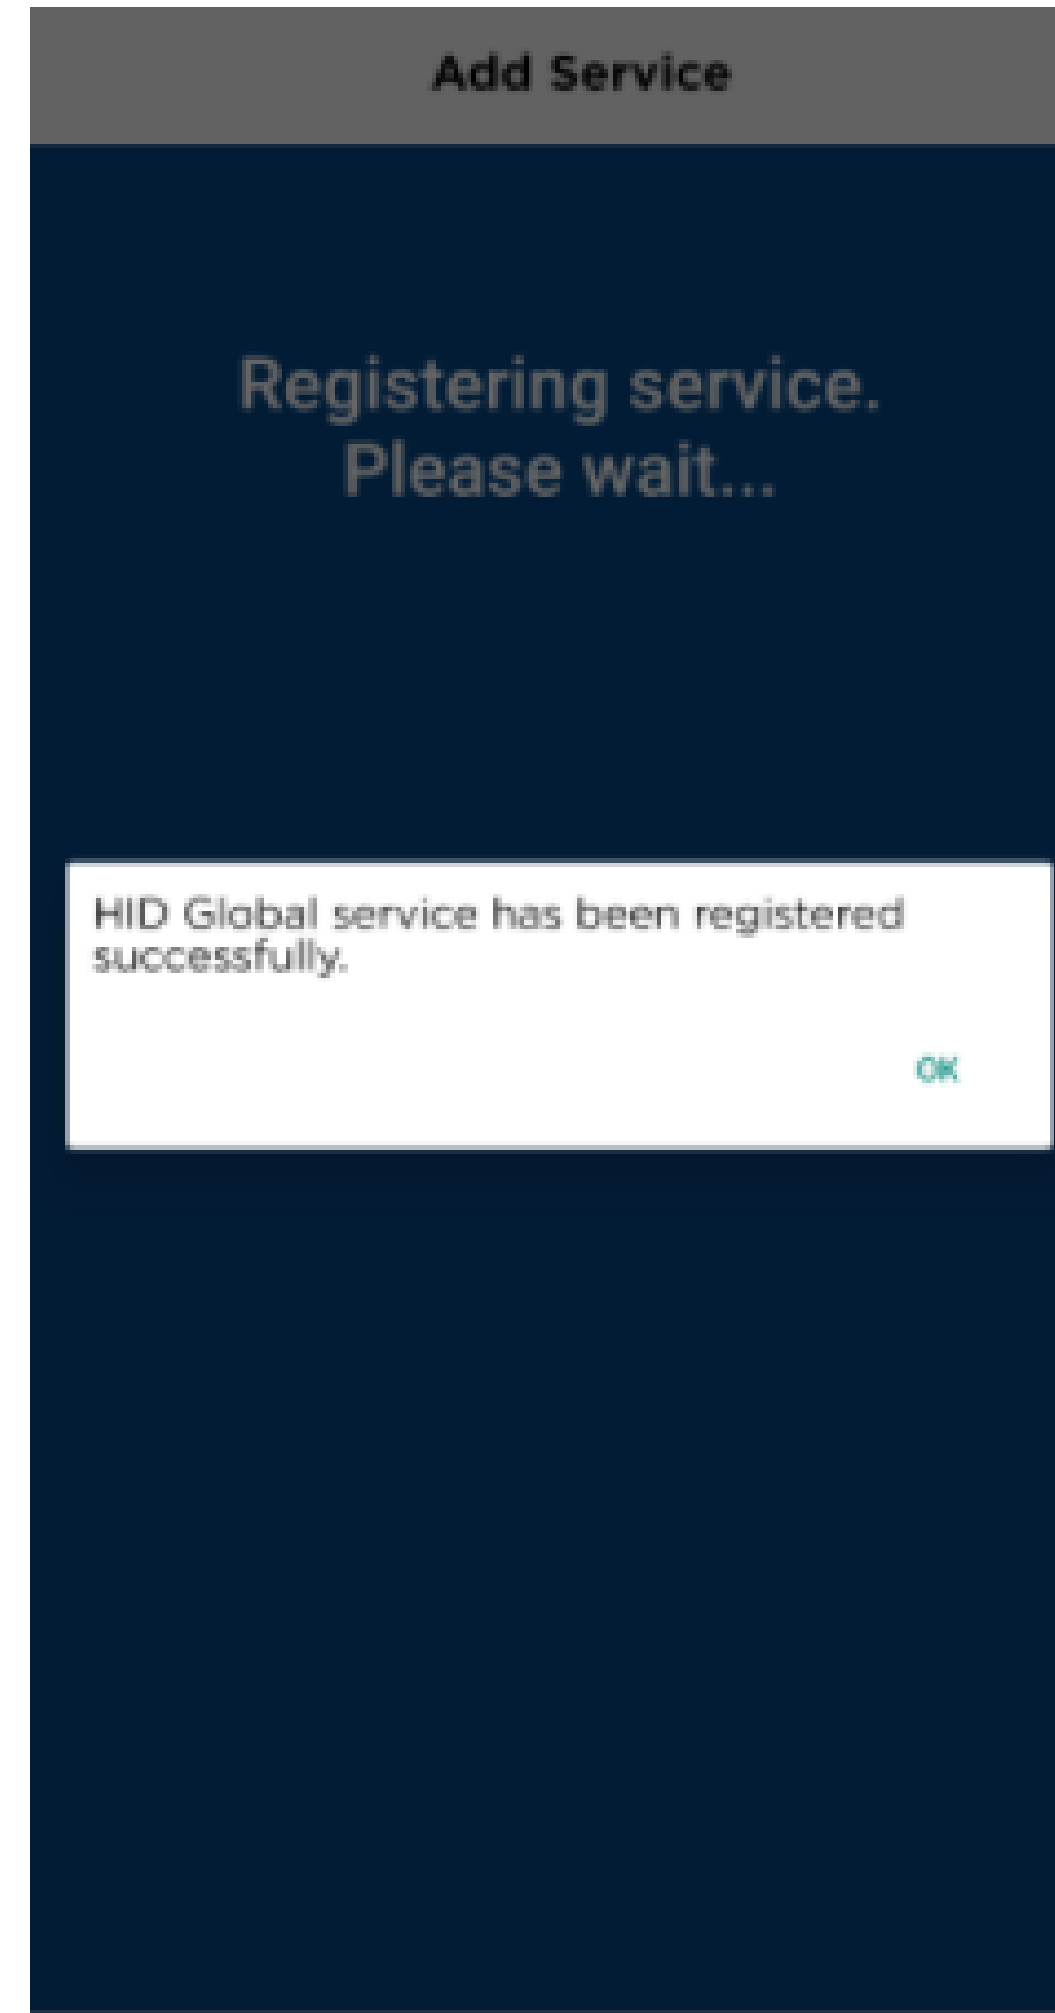 Add Service
Registering service.
Please wait...
HID Global service has been registered
successfully.
OK